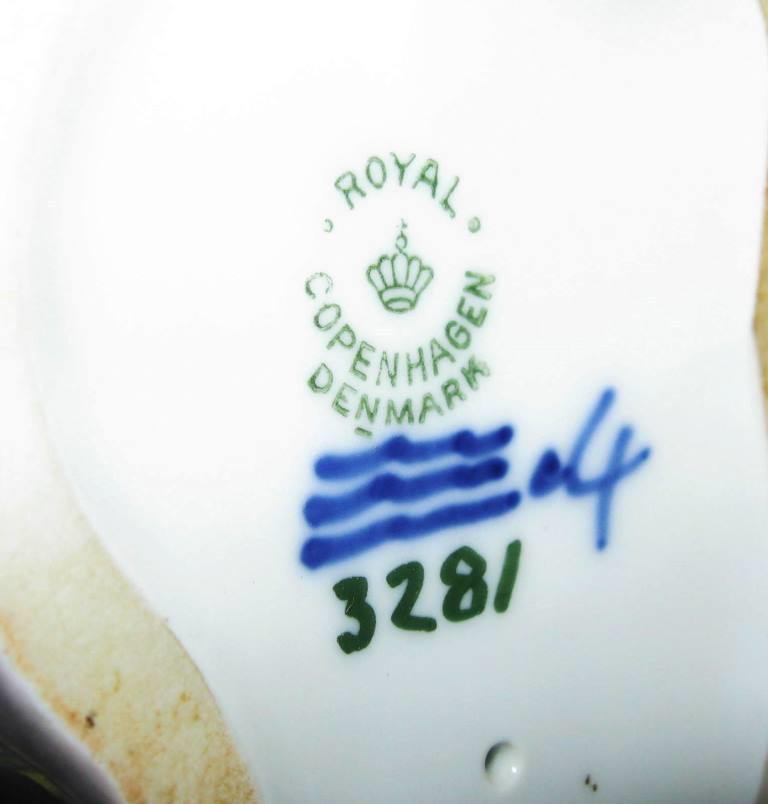 ROYAL
COPENHAGEN
DENMARK
3281